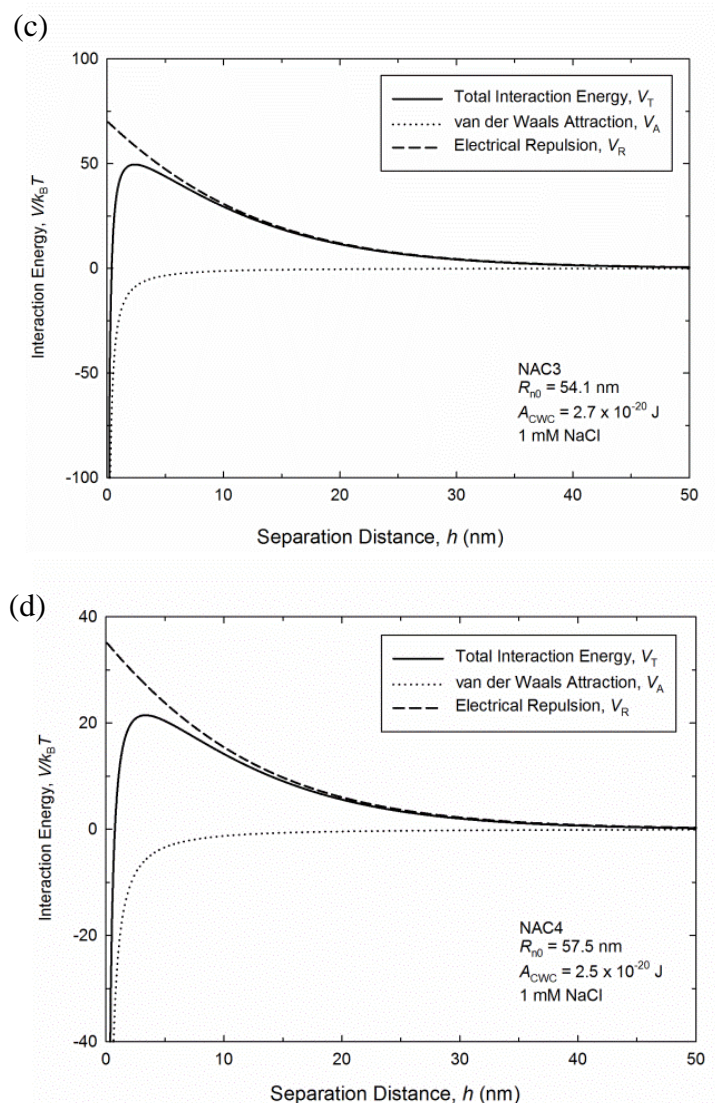 (c)
100
50
0
-50
-100
Interaction Energy, V/k_BT
Total Interaction Energy, V_T
van der Waals Attraction, V_A
Electrical Repulsion, V_R
NAC3
R_n0 = 54.1 nm
A_CWC = 2.7 x 10^-20 J
1 mM NaCl
0 10 20 30 40 50
Separation Distance, h (nm)
(d)
40
20
0
-20
-40
Interaction Energy, V/k_BT
Total Interaction Energy, V_T
van der Waals Attraction, V_A
Electrical Repulsion, V_R
NAC4
R_n0 = 57.5 nm
A_CWC = 2.5 x 10^-20 J
1 mM NaCl
0 10 20 30 40 50
Separation Distance, h (nm)